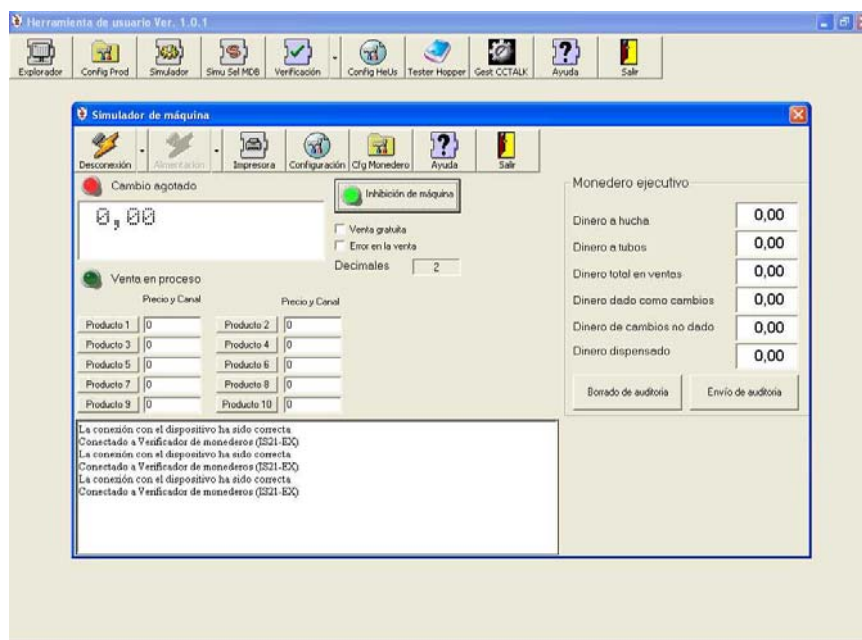 Herramienta de usuario Ver. 1.0.1
Explorador Config Prod Simulador Simu Sel MDB Verificación Config HeUs Tester Hopper Gest CCTALK Ayuda Salir
Simulador de máquina
Desconexión Alimentación Impresora Configuración Cfg Monedero Ayuda Salir
Cambio agotado
0,00
Inhibición de máquina
Venta gratuita
Error en la venta
Decimales 2
Venta en proceso
Precio y Canal Precio y Canal
Producto 1 0 Producto 2 0
Producto 3 0 Producto 4 0
Producto 5 0 Producto 6 0
Producto 7 0 Producto 8 0
Producto 9 0 Producto 10 0
Monedero ejecutivo
Dinero a hucha 0,00
Dinero a tubos 0,00
Dinero total en ventas 0,00
Dinero dado como cambios 0,00
Dinero de cambios no dado 0,00
Dinero dispensado 0,00
Borrado de auditoria Envío de auditoria
La conexión con el dispositivo ha sido correcta
Conectado a Verificador de monederos (IS21-EX)
La conexión con el dispositivo ha sido correcta
Conectado a Verificador de monederos (IS21-EX)
La conexión con el dispositivo ha sido correcta
Conectado a Verificador de monederos (IS21-EX)